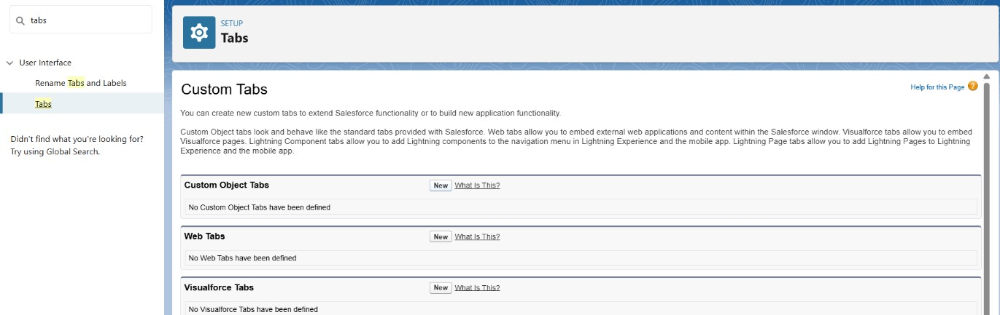 tabs
User Interface
Rename Tabs and Labels
Tabs
Didn't find what you're looking for?
Try using Global Search.
SETUP
Tabs
Custom Tabs
Help for this Page ?
You can create new custom tabs to extend Salesforce functionality or to build new application functionality.
Custom Object tabs look and behave like the standard tabs provided with Salesforce. Web tabs allow you to embed external web applications and content within the Salesforce window. Visualforce tabs allow you to embed
Visualforce pages. Lightning Component tabs allow you to add Lightning components to the navigation menu in Lightning Experience and the mobile app. Lightning Page tabs allow you to add Lightning Pages to Lightning
Experience and the mobile app.
Custom Object Tabs New What Is This?
No Custom Object Tabs have been defined
Web Tabs New What Is This?
No Web Tabs have been defined
Visualforce Tabs New What Is This?
No Visualforce Tabs have been defined